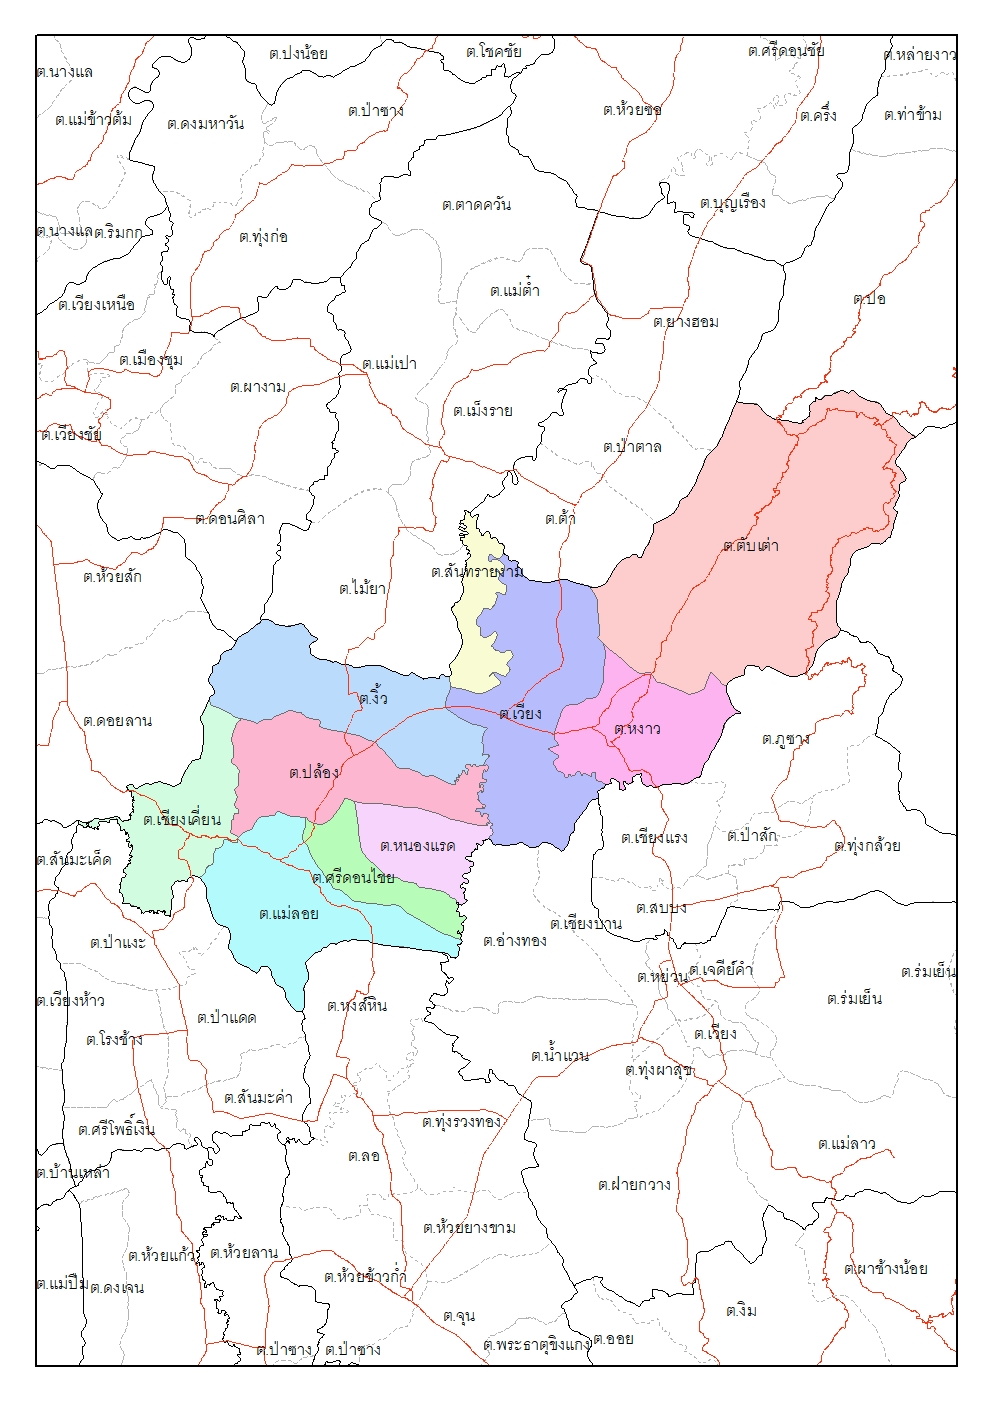 ต.ปงน้อย
ต.โชคชัย
ต.ศรีดอนชัย
ต.หล่ายงาว
ต.นางแล
ต.แม่ข้าวต้ม
ต.ดงมหาวัน
ต.ป่าซาง
ต.ห้วยซ้อ
ต.ครึ่ง
ต.ท่าข้าม
ต.ตาดควัน
ต.บุญเรือง
ต.นางแล
ต.ริมกก
ต.ทุ่งก่อ
ต.เวียงเหนือ
ต.แม่ต๋ำ
ต.ปอ
ต.ยางฮอม
ต.เมืองชุม
ต.ผางาม
ต.แม่เปา
ต.เม็งราย
ต.เวียงชัย
ต.ป่าตาล
ต.ดอนศิลา
ต.ต้า
ต.ตับเต่า
ต.ห้วยสัก
ต.ไม้ยา
ต.สันทรายงาม
ต.งิ้ว
ต.เวียง
ต.หงาว
ต.ดอยลาน
ต.ภูซาง
ต.ปล้อง
ต.เชียงเคี่ยน
ต.หนองแรด
ต.เชียงแรง
ต.ป่าสัก
ต.ทุ่งกล้วย
ต.สันมะเค็ด
ต.ศรีดอนไชย
ต.แม่ลอย
ต.สบบง
ต.เชียงบาน
ต.ป่าแงะ
ต.อ่างทอง
ต.หย่วน
ต.เจดีย์คำ
ต.ร่มเย็น
ต.ร่มเย็น
ต.เวียงห้าว
ต.หงส์หิน
ต.ป่าแดด
ต.โรงช้าง
ต.เวียง
ต.น้ำแวน
ต.ทุ่งผาสุข
ต.สันมะค่า
ต.ทุ่งรวงทอง
ต.ศรีโพธิ์เงิน
ต.ลอ
ต.แม่ลาว
ต.บ้านเหล่า
ต.ฝายกวาง
ต.ห้วยยางขาม
ต.ห้วยแก้ว
ต.ห้วยลาน
ต.ห้วยข้าวก่ำ
ต.ผาช้างน้อย
ต.แม่ปืม
ต.ดงเจน
ต.จุน
ต.งิม
ต.ป่าซาง
ต.ป่าซาง
ต.พระธาตุขิงแกง
ต.ออย